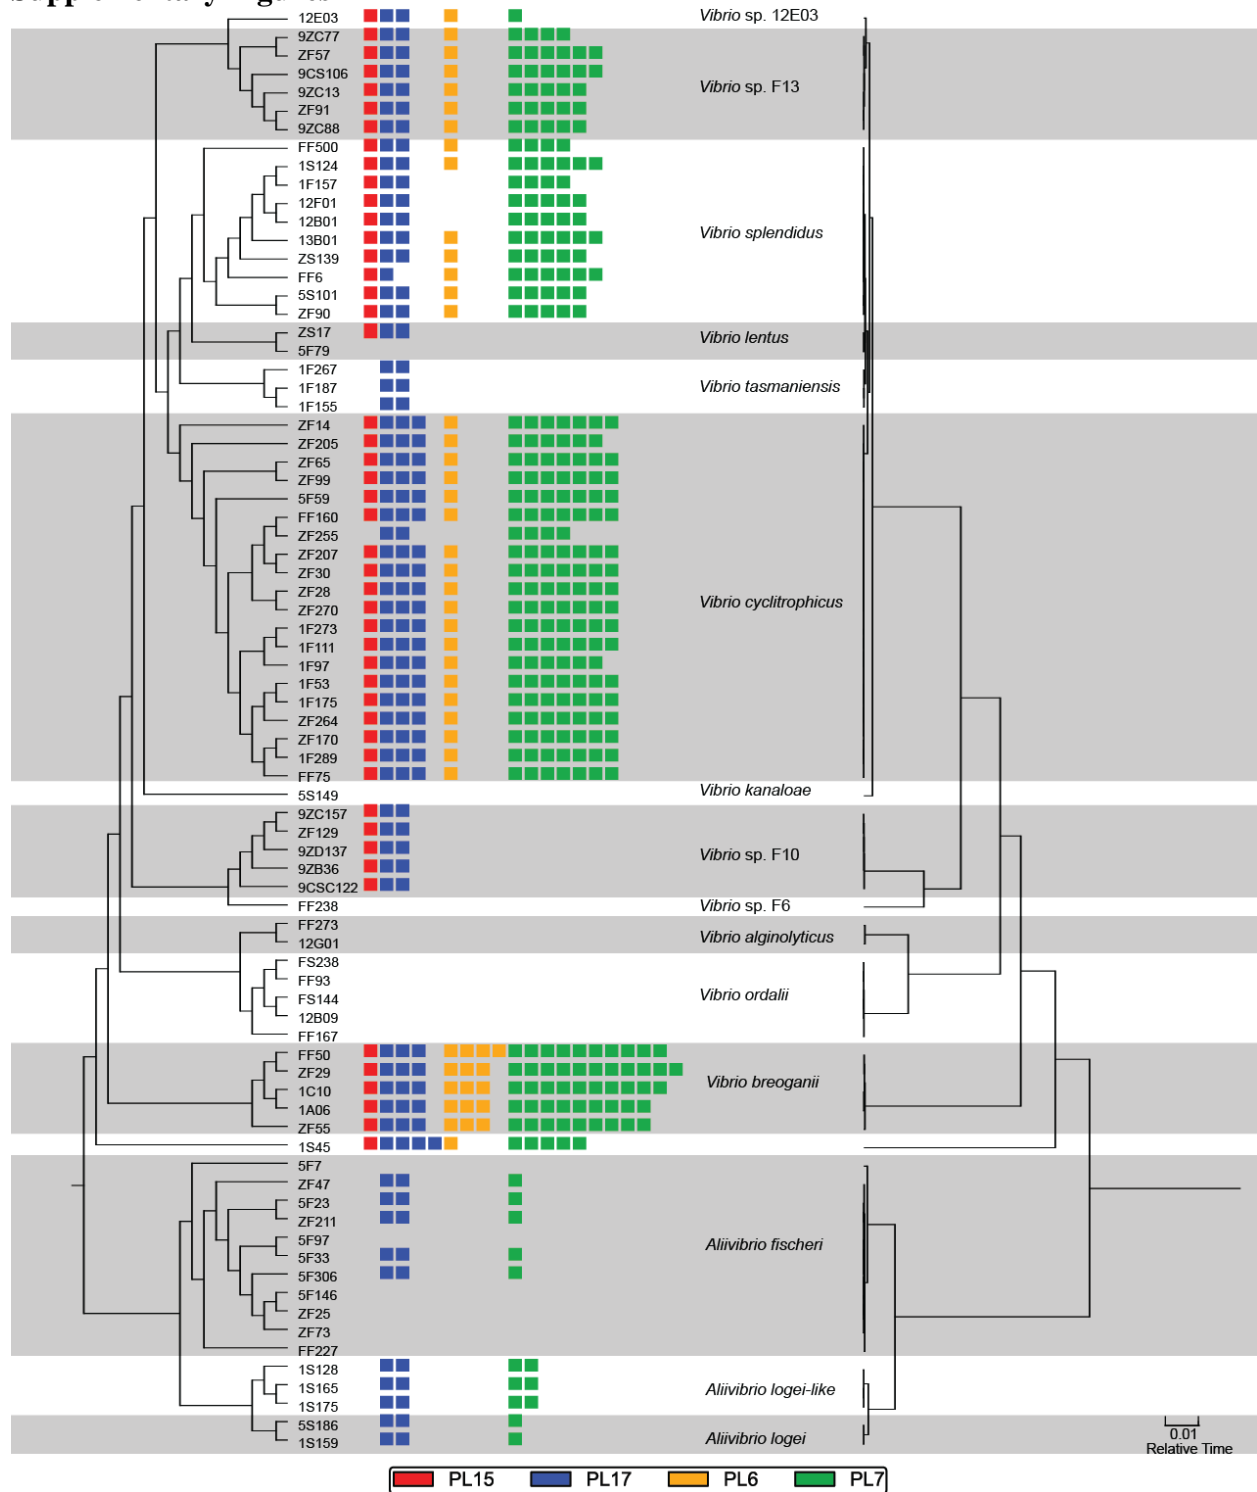 Supplementary Figures
12E03 Vibrio sp. 12E03
9ZC77
ZF57
9CS106
Vibrio sp. F13
9ZC13
ZF91
9ZC88
FF500
1S124
1F157
12F01
12B01
Vibrio splendidus
13B01
ZS139
FF6
5S101
ZF90
ZS17
Vibrio lentus
5F79
1F267
1F187
Vibrio tasmaniensis
1F155
ZF14
ZF205
ZF65
ZF99
5F59
FF160
ZF255
ZF207
ZF30
ZF28
Vibrio cyclitrophicus
ZF270
1F273
1F111
1F97
1F53
1F175
ZF264
ZF170
1F289
FF75
5S149 Vibrio kanaloae
9ZC157
ZF129
9ZD137
Vibrio sp. F10
9ZB36
9CSC122
FF238 Vibrio sp. F6
FF273
Vibrio alginolyticus
12G01
FS238
FF93
Vibrio ordalii
FS144
12B09
FF167
FF50
ZF29
Vibrio breoganii
1C10
1A06
ZF55
1S45
5F7
ZF47
5F23
ZF211
5F97
Aliivibrio fischeri
5F33
5F306
5F146
ZF25
ZF73
FF227
1S128
1S165
Aliivibrio logei-like
1S175
5S186
Aliivibrio logei
1S159
0.01
Relative Time
PL15 PL17 PL6 PL7